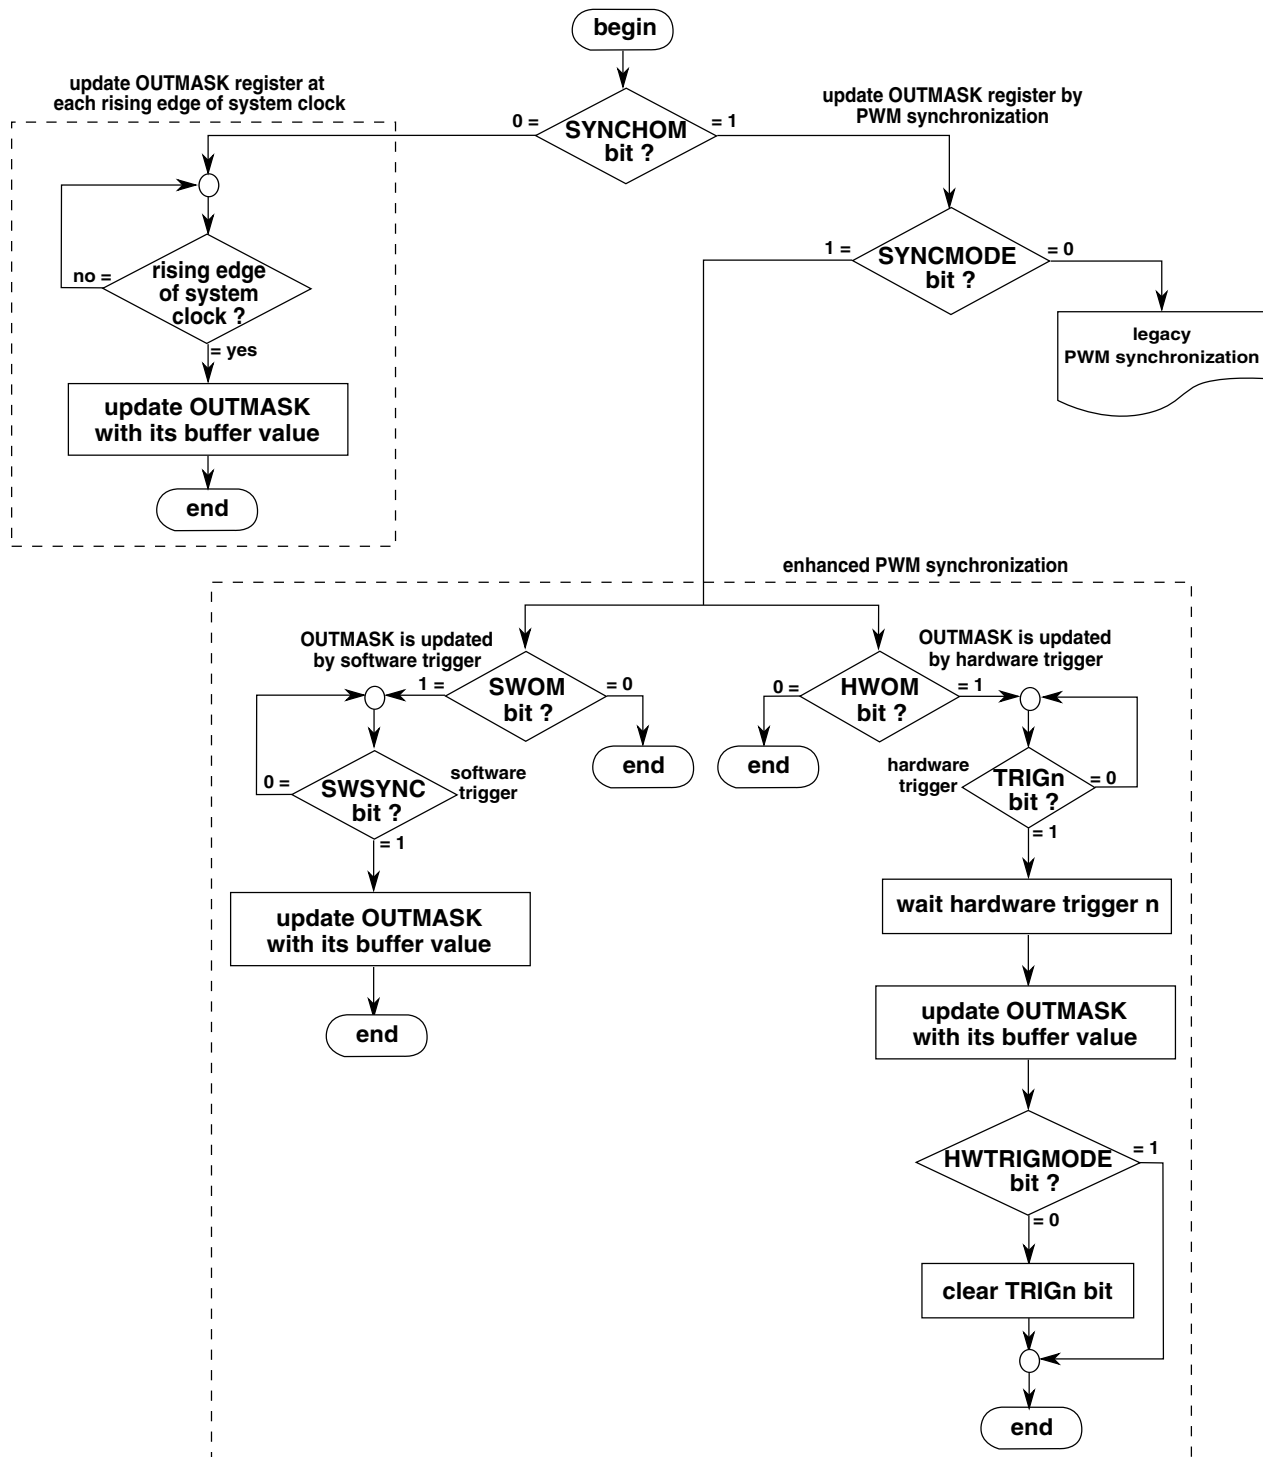 begin
update OUTMASK register at
each rising edge of system clock
update OUTMASK register by
PWM synchronization
0 =
SYNCHOM
bit ?
= 1
1 =
SYNCMODE
bit ?
= 0
no =
rising edge
of system
clock ?
= yes
legacy
PWM synchronization
update OUTMASK
with its buffer value
end
enhanced PWM synchronization
OUTMASK is updated
by software trigger
1 =
SWOM
bit ?
= 0
end
0 =
SWSYNC
bit ?
software
trigger
= 1
update OUTMASK
with its buffer value
end
OUTMASK is updated
by hardware trigger
0 =
HWOM
bit ?
= 1
end
hardware
trigger
TRIGn
bit ?
= 0
= 1
wait hardware trigger n
update OUTMASK
with its buffer value
HWTRIGMODE
bit ?
= 1
= 0
clear TRIGn bit
end